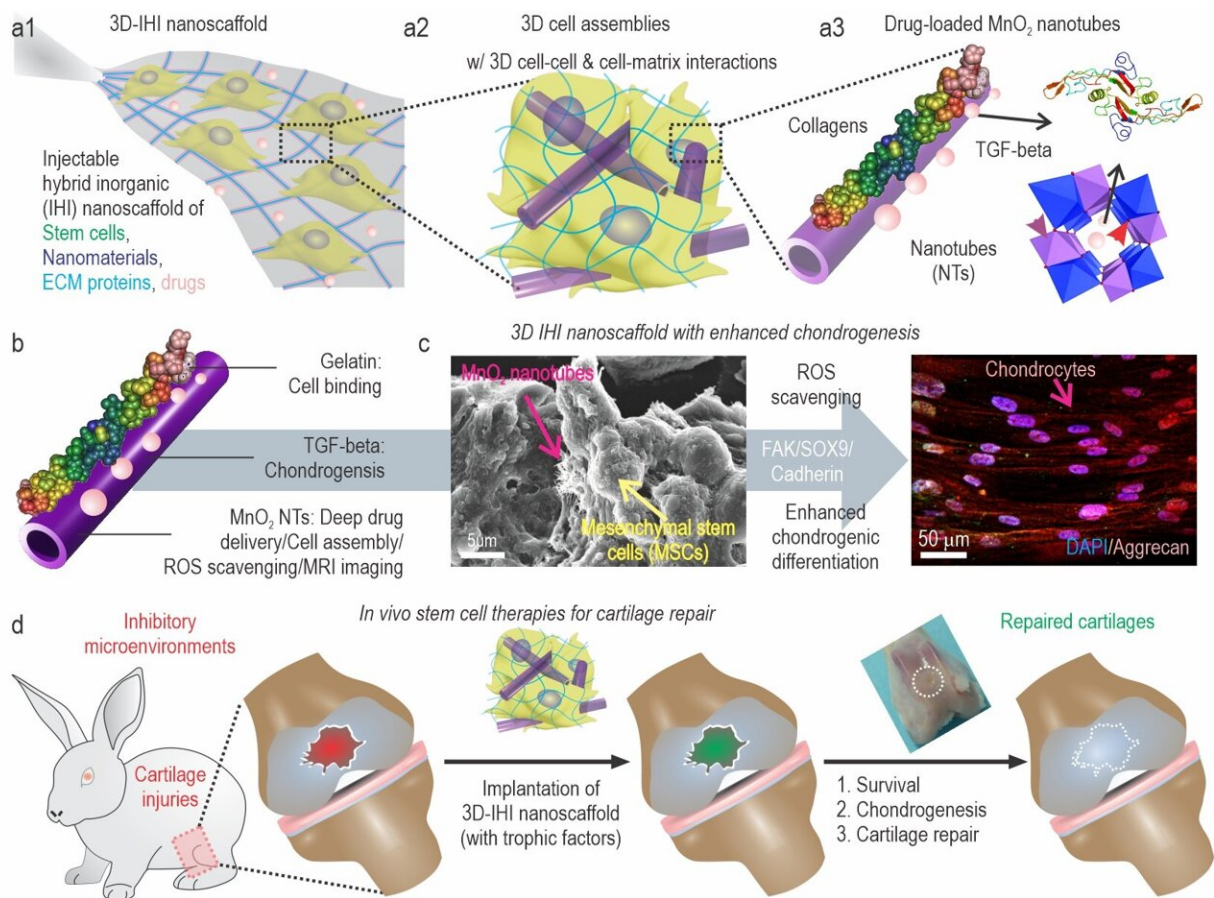 a1
3D-IHI nanoscaffold
Injectable
hybrid inorganic
(IHI) nanoscaffold of
Stem cells,
Nanomaterials,
ECM proteins, drugs
a2
3D cell assemblies
w/ 3D cell-cell & cell-matrix interactions
a3
Drug-loaded MnO₂ nanotubes
Collagens
TGF-beta
Nanotubes
(NTs)
b
Gelatin:
Cell binding
TGF-beta:
Chondrogensis
MnO₂ NTs: Deep drug
delivery/Cell assembly/
ROS scavenging/MRI imaging
3D IHI nanoscaffold with enhanced chondrogenesis
c
MnO₂ nanotubes
Mesenchymal stem
cells (MSCs)
5um
ROS
scavenging
FAK/SOX9/
Cadherin
Enhanced
chondrogenic
differentiation
Chondrocytes
50 μm
DAPI/Aggrecan
d
In vivo stem cell therapies for cartilage repair
Inhibitory
microenvironments
Cartilage
injuries
Implantation of
3D-IHI nanoscaffold
(with trophic factors)
Repaired cartilages
1. Survival
2. Chondrogenesis
3. Cartilage repair